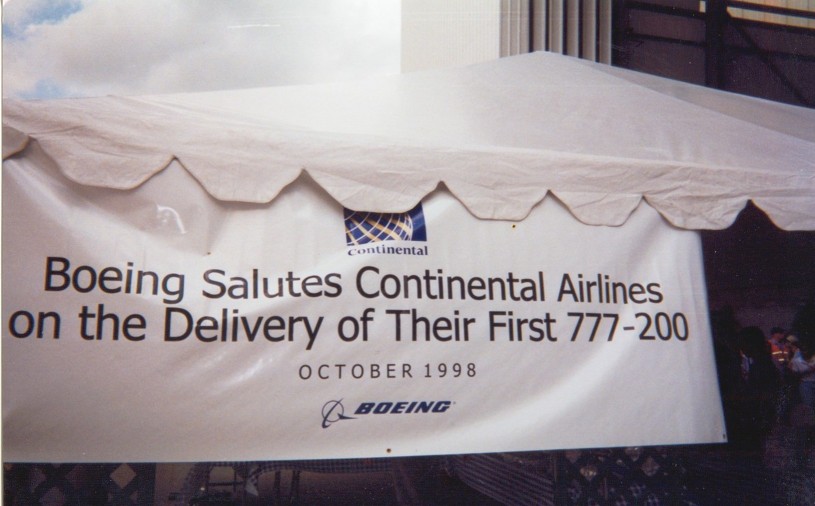 Continental
Boeing Salutes Continental Airlines
on the Delivery of Their First 777-200
OCTOBER 1998
BOEING